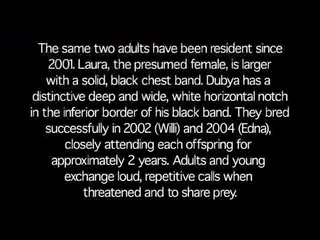 The same two adults have been resident since
2001. Laura, the presumed female, is larger
with a solid, black chest band. Dubya has a
distinctive deep and wide, white horizontal notch
in the inferior border of his black band. They bred
successfully in 2002 (Willi) and 2004 (Edna),
closely attending each offspring for
approximately 2 years. Adults and young
exchange loud, repetitive calls when
threatened and to share prey.